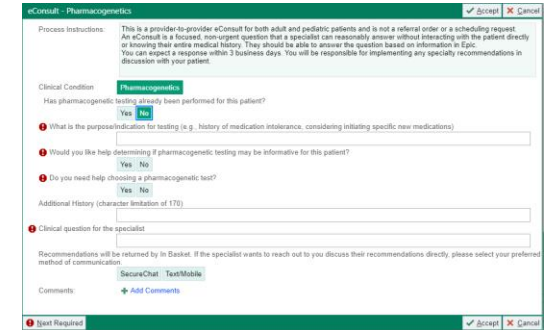 eConsult - Pharmacogenetics
Accept Cancel
Process Instructions: This is a provider-to-provider eConsult for both adult and pediatric patients and is not a referral order or a scheduling request.
An eConsult is a focused, non-urgent question that a specialist can reasonably answer without interacting with the patient directly
or knowing their entire medical history. They should be able to answer the question based on information in Epic.
You can expect a response within 3 business days. You will be responsible for implementing any specialty recommendations in
discussion with your patient.
Clinical Condition Pharmacogenetics
Has pharmacogenetic testing already been performed for this patient?
Yes No
What is the purpose/indication for testing (e.g., history of medication intolerance, considering initiating specific new medications)
Would you like help determining if pharmacogenetic testing may be informative for this patient?
Yes No
Do you need help choosing a pharmacogenetic test?
Yes No
Additional History (character limitation of 170)
Clinical question for the specialist
Recommendations will be returned by In Basket. If the specialist wants to reach out to you discuss their recommendations directly, please select your preferred
method of communication.
SecureChat Text/Mobile
Comments: Add Comments
Next Required Accept Cancel